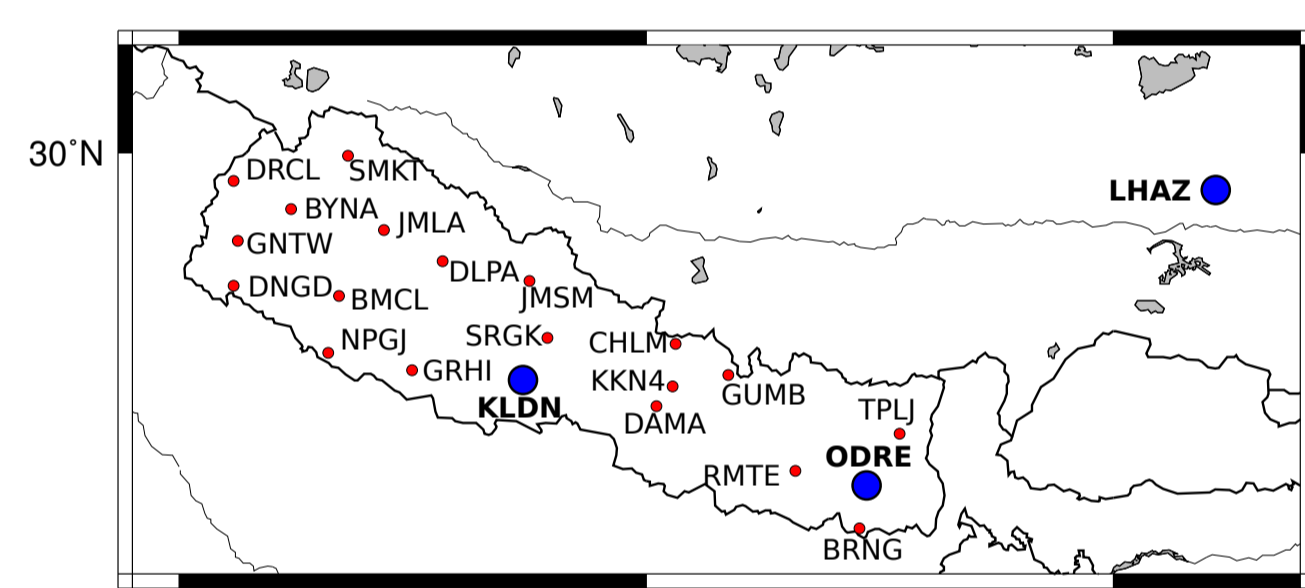 30°N
DRCL
SMKT
LHAZ
BYNA
JMLA
GNTW
DLPA
DNGD
BMCL
JMSM
NPGJ
SRGK
CHLM
GRHI
KKN4
GUMB
KLDN
DAMA
TPLJ
ODRE
RMTE
BRNG